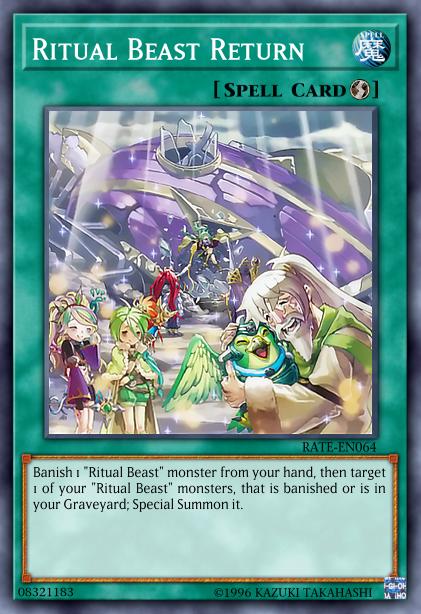 RITUAL BEAST RETURN
SPELL
魔
[SPELL CARD]
RATE-EN064
Banish 1 "Ritual Beast" monster from your hand, then target
1 of your "Ritual Beast" monsters, that is banished or is in
your Graveyard; Special Summon it.
08321183
©1996 KAZUKI TAKAHASHI